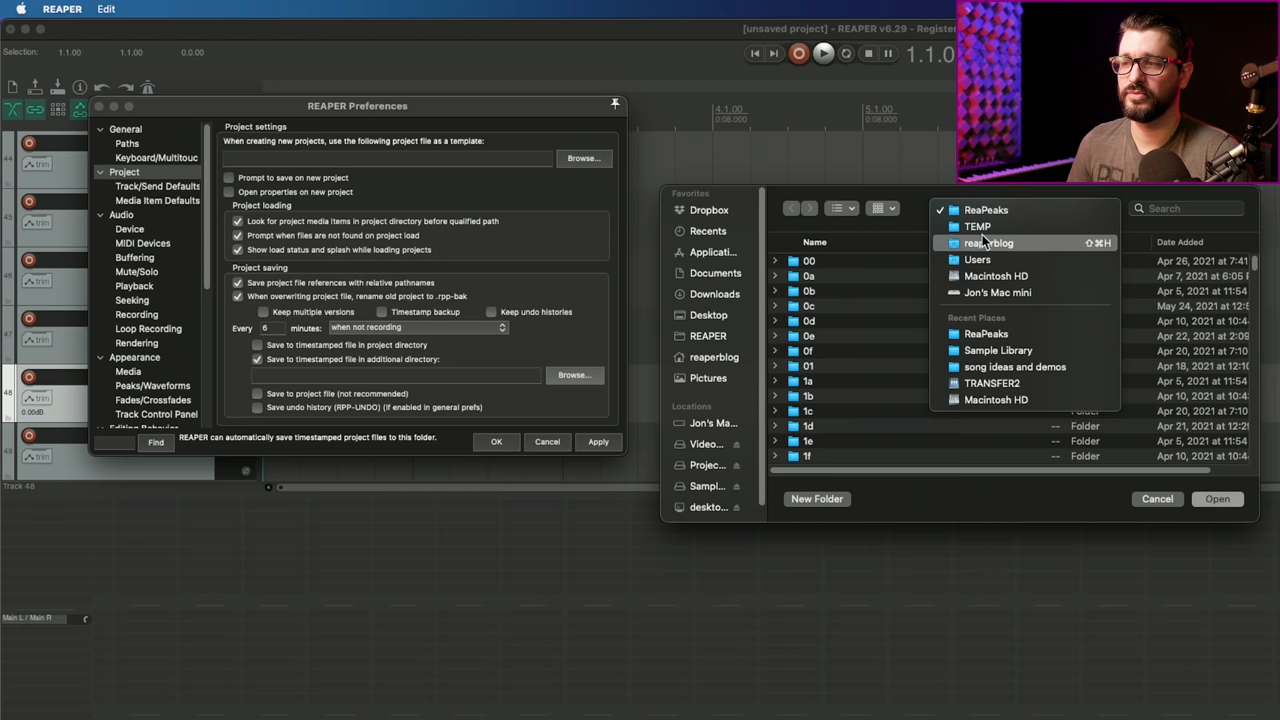 REAPER Edit
[unsaved project] - REAPER v6.29 - Register
Selection: 1.1.00 1.1.00 0.0.00
1.1.0
4.1.00
0:06.000
5.1.00
0:08.000
44
trim
trim
trim
trim
48
trim
0.00dB
trim
Track 48
Main L / Main R
REAPER Preferences
General
Paths
Keyboard/Multitouc
Project
Track/Send Defaults
Media Item Defaults
Audio
Device
MIDI Devices
Buffering
Mute/Solo
Playback
Seeking
Recording
Loop Recording
Rendering
Appearance
Media
Peaks/Waveforms
Fades/Crossfades
Track Control Panel
Project settings
When creating new projects, use the following project file as a template:
Browse...
Prompt to save on new project
Open properties on new project
Project loading
Look for project media items in project directory before qualified path
Prompt when files are not found on project load
Show load status and splash while loading projects
Project saving
Save project file references with relative pathnames
When overwriting project file, rename old project to .rpp-bak
Keep multiple versions Timestamp backup Keep undo histories
Every 6 minutes: when not recording
Save to timestamped file in project directory
Save to timestamped file in additional directory:
Browse...
Save to project file (not recommended)
Save undo history (RPP-UNDO) (if enabled in general prefs)
Find REAPER can automatically save timestamped project files to this folder. OK Cancel Apply
Favorites
Dropbox
Recents
Applicati...
Documents
Downloads
Desktop
REAPER
reaperblog
Pictures
Locations
Jon's Ma...
Video...
Projec...
Sampl...
deskto...
ReaPeaks
TEMP
reaperblog ⇧⌘H
Users
Macintosh HD
Jon's Mac mini
Recent Places
ReaPeaks
Sample Library
song ideas and demos
TRANSFER2
Macintosh HD
Search
Name Date Added
00 Apr 26, 2021 at 7:41
0a Apr 7, 2021 at 6:05
0b Apr 5, 2021 at 11:54
0c May 24, 2021 at 12:
0d Apr 10, 2021 at 10:4
0e Apr 22, 2021 at 2:09
0f Apr 20, 2021 at 7:10
01 Apr 18, 2021 at 12:5
1a Apr 5, 2021 at 11:54
1b Apr 10, 2021 at 10:4
1c Folder Apr 20, 2021 at 7:10
1d -- Folder Apr 21, 2021 at 12:2
1e -- Folder Apr 5, 2021 at 11:54
1f -- Folder Apr 10, 2021 at 10:4
New Folder Cancel Open